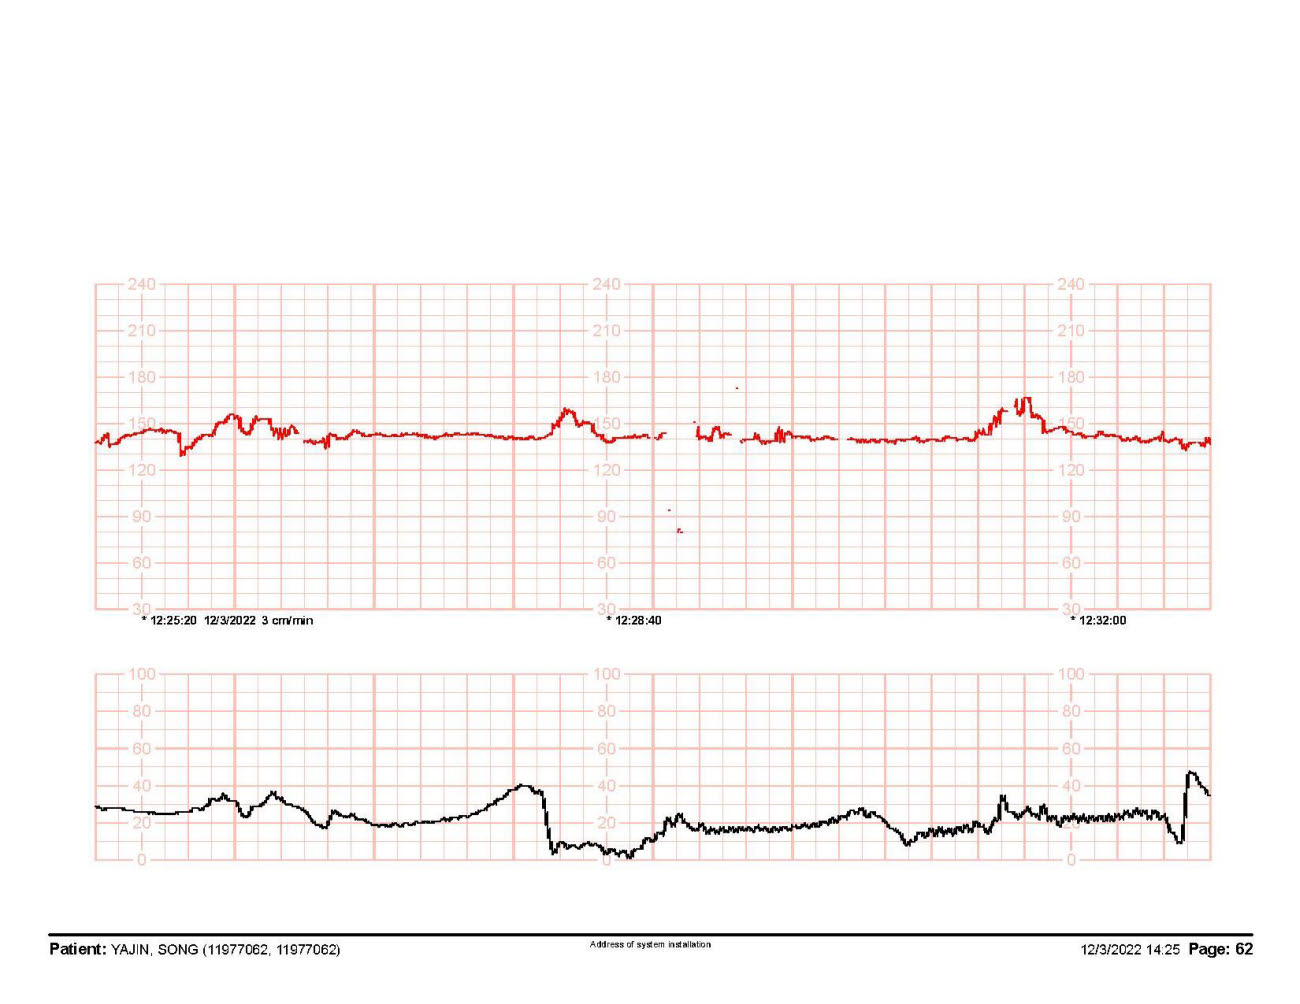 240 240 240
210 210 210
180 180 180
150 150 150
120 120 120
90 90 90
60 60 60
30 30 30
* 12:25:20 12/3/2022 3 cm/min * 12:28:40 * 12:32:00
100 100 100
80 80 80
60 60 60
40 40 40
20 20 20
0 0 0
Patient: YAJIN, SONG (11977062, 11977062) Address of system installation 12/3/2022 14:25 Page: 62